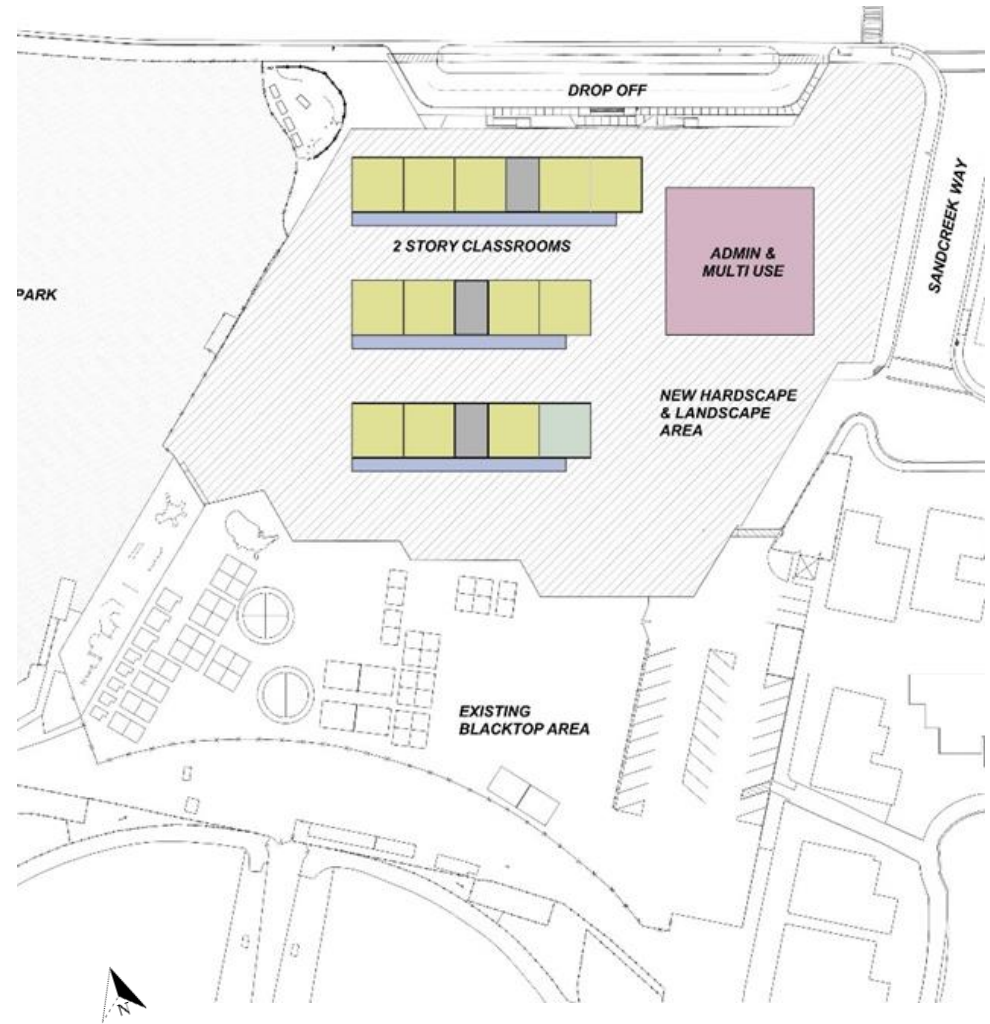 DROP OFF
SANDCREEK WAY
2 STORY CLASSROOMS
ADMIN &
MULTI USE
PARK
NEW HARDSCAPE
& LANDSCAPE
AREA
EXISTING
BLACKTOP AREA
N